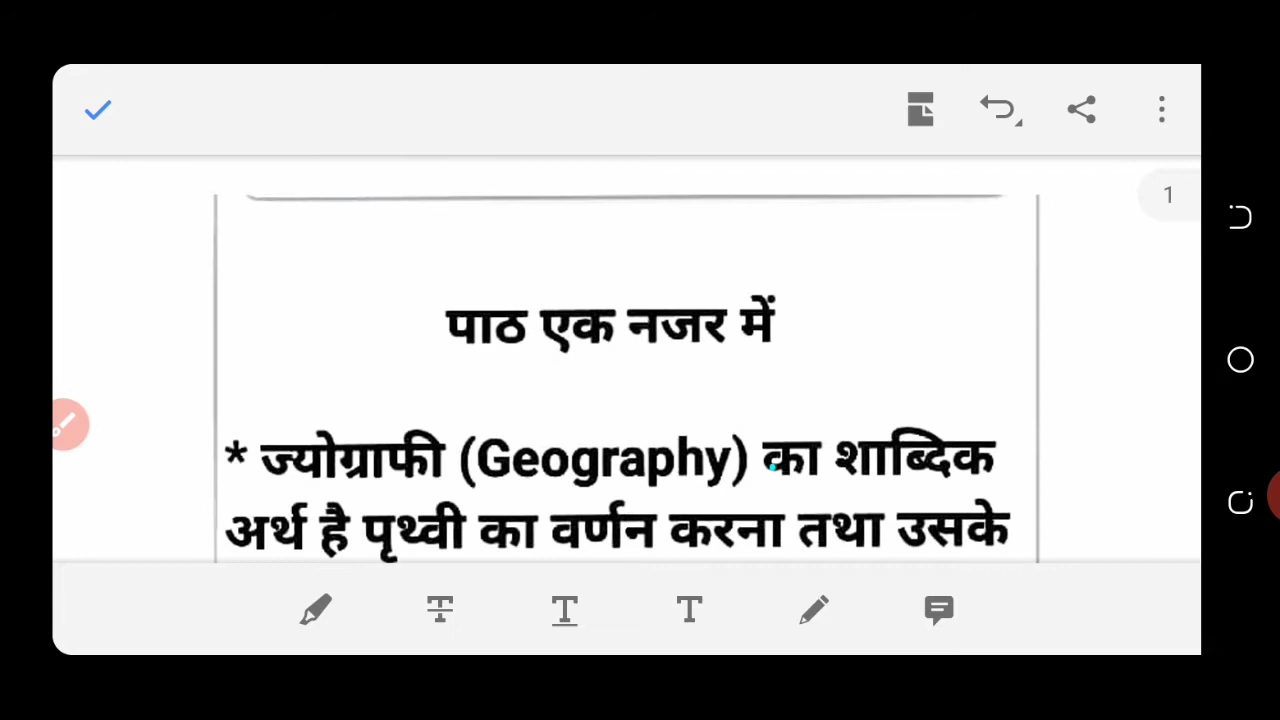 1
पाठ एक नजर में
* ज्योग्राफी (Geography) का शाब्दिक
अर्थ है पृथ्वी का वर्णन करना तथा उसके